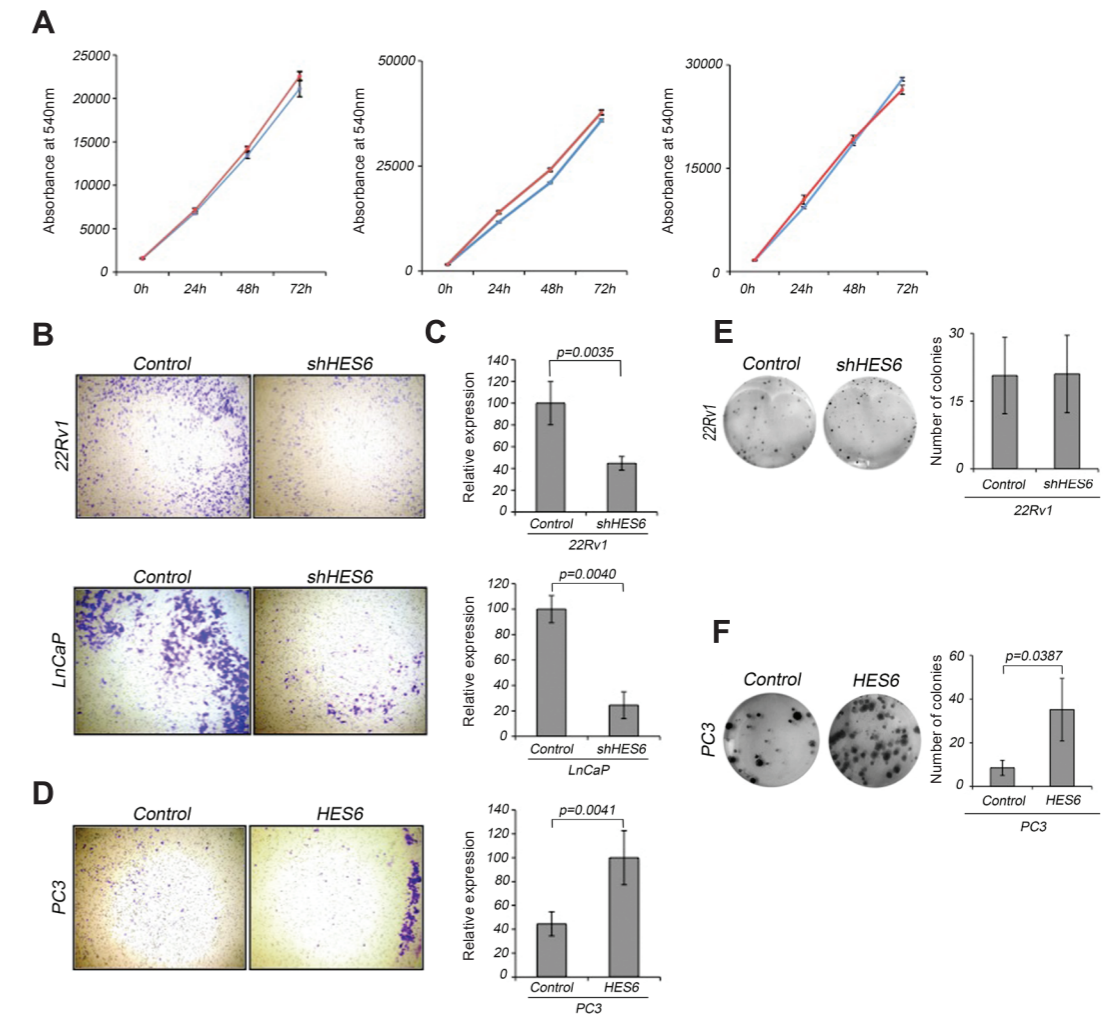 A
Absorbance at 540nm
25000
20000
15000
10000
5000
0
0h 24h 48h 72h
Absorbance at 540nm
50000
25000
0
0h 24h 48h 72h
Absorbance at 540nm
30000
15000
0
0h 24h 48h 72h
B
Control shHES6
22Rv1
Control shHES6
LnCaP
C
Relative expression
140
120
100
80
60
40
20
0
p=0.0035
Control shHES6
22Rv1
Relative expression
120
100
80
60
40
20
0
p=0.0040
Control shHES6
LnCaP
D
Control HES6
PC3
Relative expression
140
120
100
80
60
40
20
0
p=0.0041
Control HES6
PC3
E
Control shHES6
22Rv1
Number of colonies
30
15
0
Control shHES6
22Rv1
F
Control HES6
PC3
Number of colonies
60
40
20
0
p=0.0387
Control HES6
PC3